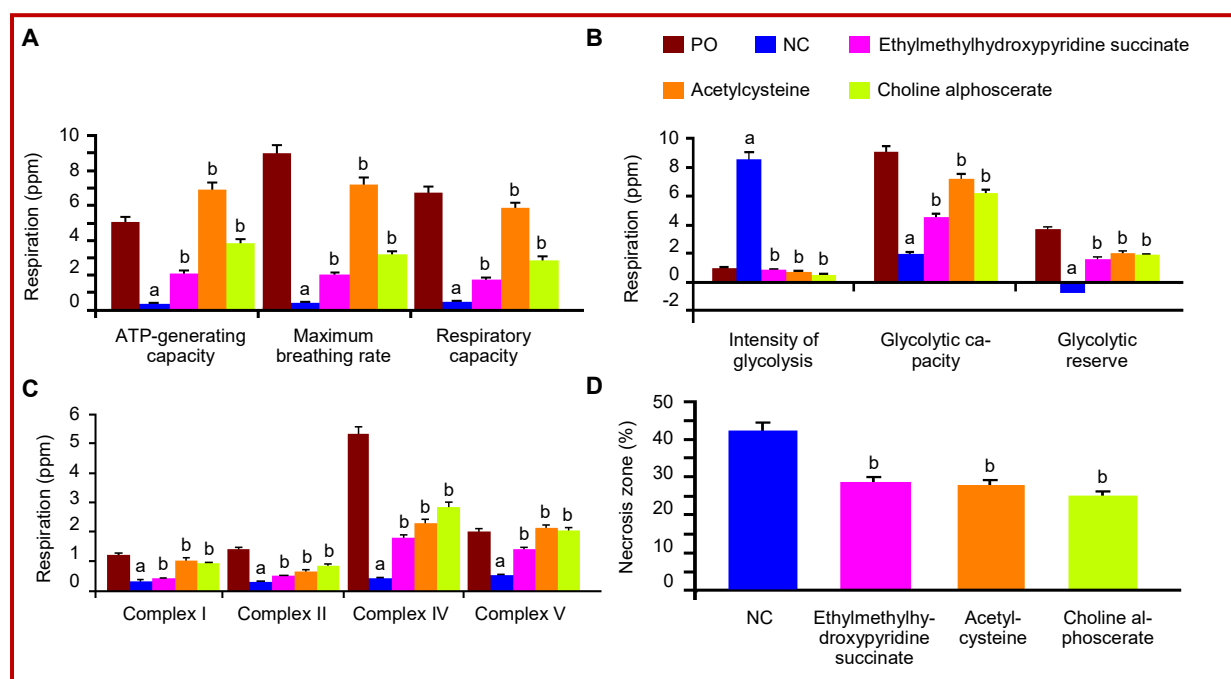 A
B
PO
NC
Ethylmethylhydroxypyridine succinate
Acetylcysteine
Choline alphoscerate
Respiration (ppm)
10
8
6
4
2
0
a
b
b
b
a
b
b
b
a
b
b
b
ATP-generating
capacity
Maximum
breathing rate
Respiratory
capacity
Respiration (ppm)
10
8
6
4
2
0
-2
a
b
b
b
a
b
b
b
a
b
b
b
Intensity of
glycolysis
Glycolytic ca-
pacity
Glycolytic
reserve
C
Respiration (ppm)
6
5
4
3
2
1
0
a
b
b
b
a
b
b
b
a
b
b
b
a
b
b
b
Complex I
Complex II
Complex IV
Complex V
D
Necrosis zone (%)
50
40
30
20
10
0
b
b
b
NC
Ethylmethylhy-
droxypyridine
succinate
Acetyl-
cysteine
Choline al-
phoscerate